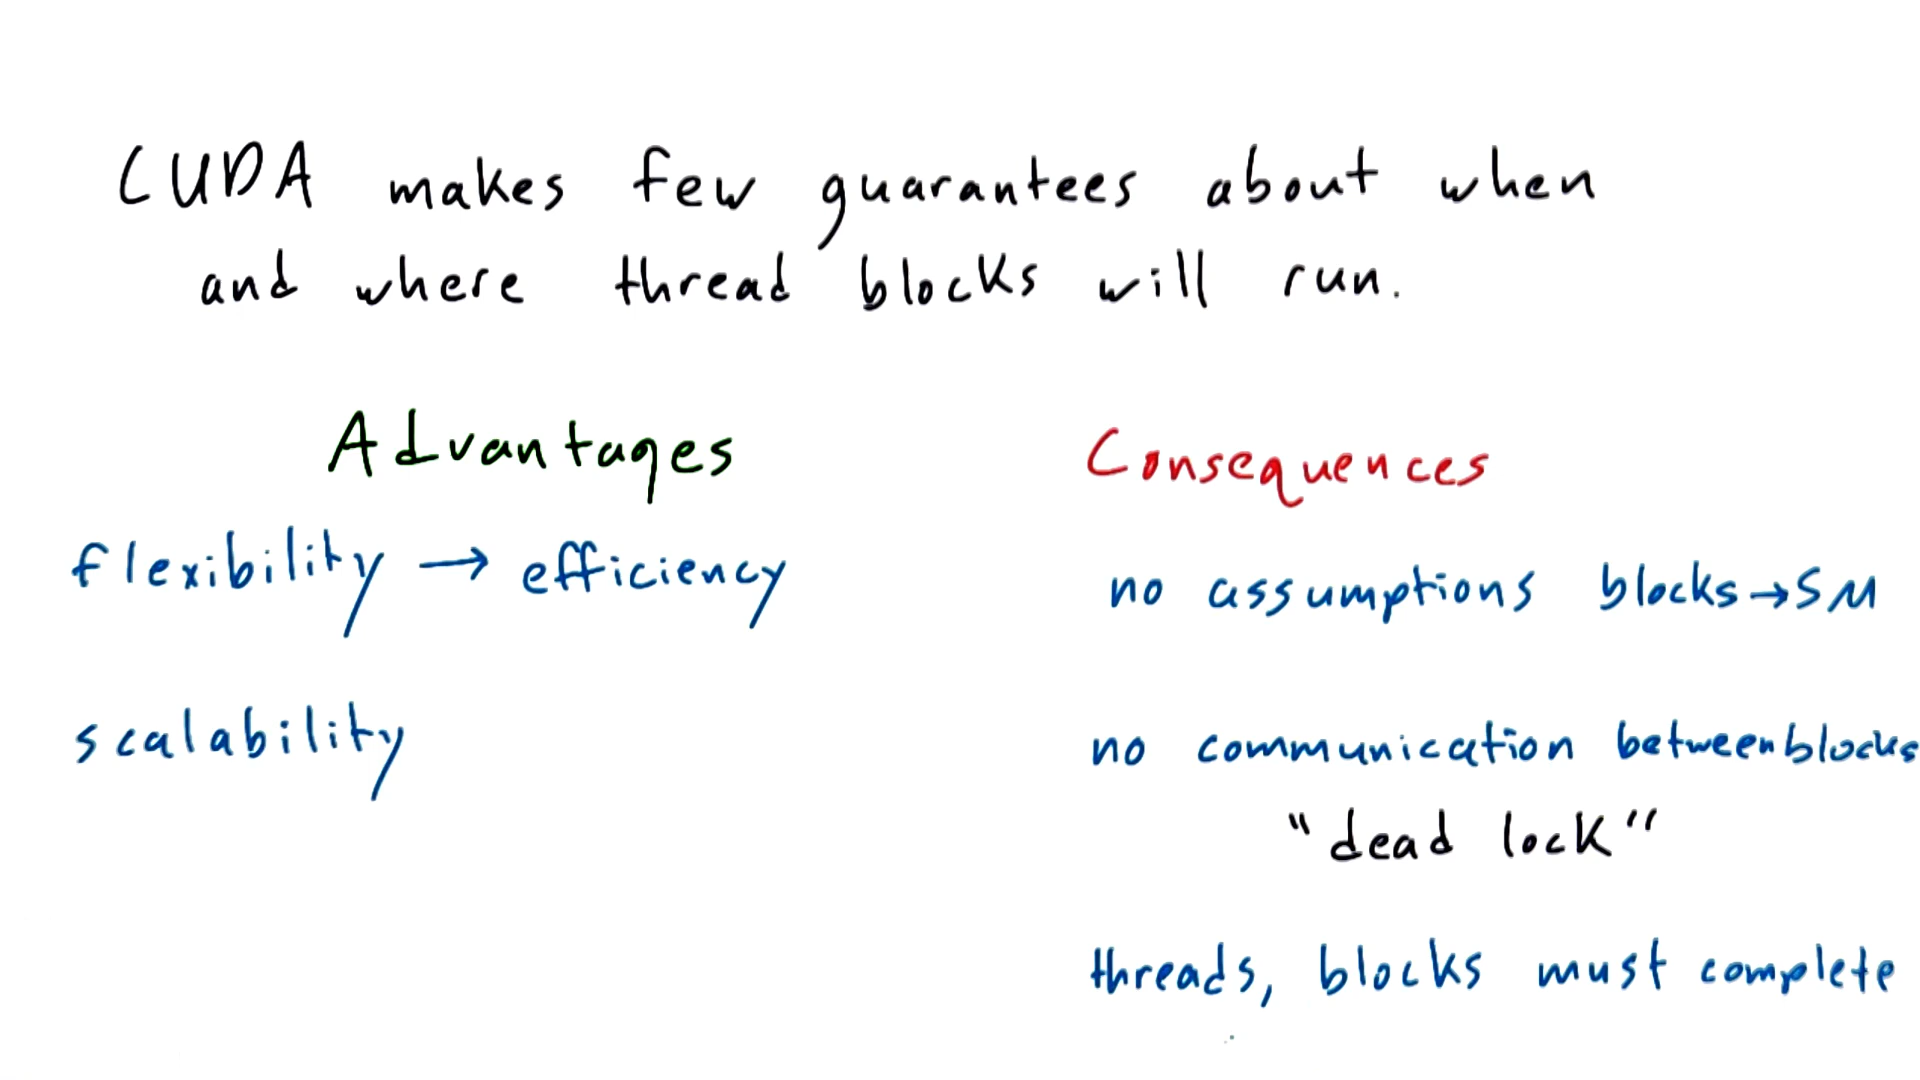 CUDA makes few guarantees about when
and where thread blocks will run.
Advantages
flexibility → efficiency
scalability
Consequences
no assumptions blocks → SM
no communication between blocks
"dead lock"
threads, blocks must complete